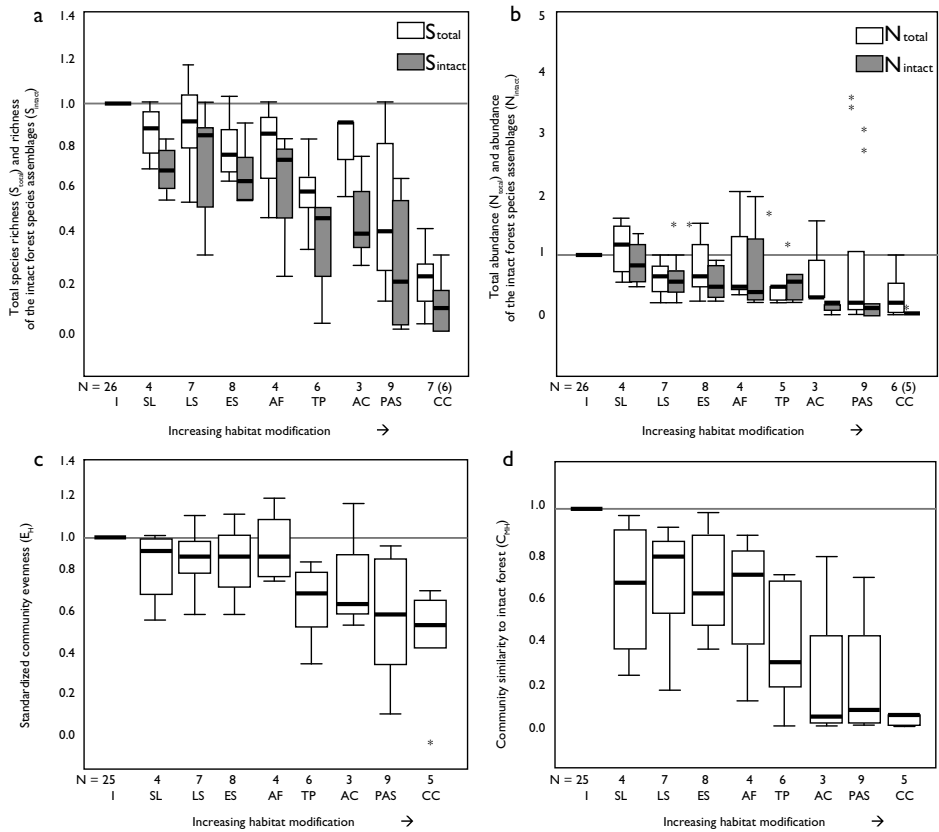 a
1.4
1.2
1.0
0.8
0.6
0.4
0.2
0.0
Total species richness (S_total) and richness
of the intact forest species assemblages (S_intact)
S total
S intact
N = 26 4 7 8 4 6 3 9 7 (6)
I SL LS ES AF TP AC PAS CC
Increasing habitat modification →
b
5
4
3
2
1
0
Total abundance (N_total) and abundance
of the intact forest species assemblages (N_intact)
N total
N intact
* * * * * * * * *
N = 26 4 7 8 4 5 3 9 6 (5)
I SL LS ES AF TP AC PAS CC
Increasing habitat modification →
c
1.4
1.2
1.0
0.8
0.6
0.4
0.2
0.0
Standardized community evenness (E_H)
*
N = 25 4 7 8 4 6 3 9 5
I SL LS ES AF TP AC PAS CC
Increasing habitat modification →
d
1.0
0.8
0.6
0.4
0.2
0.0
Community similarity to intact forest (C_MH)
N = 25 4 7 8 4 6 3 9 5
I SL LS ES AF TP AC PAS CC
Increasing habitat modification →